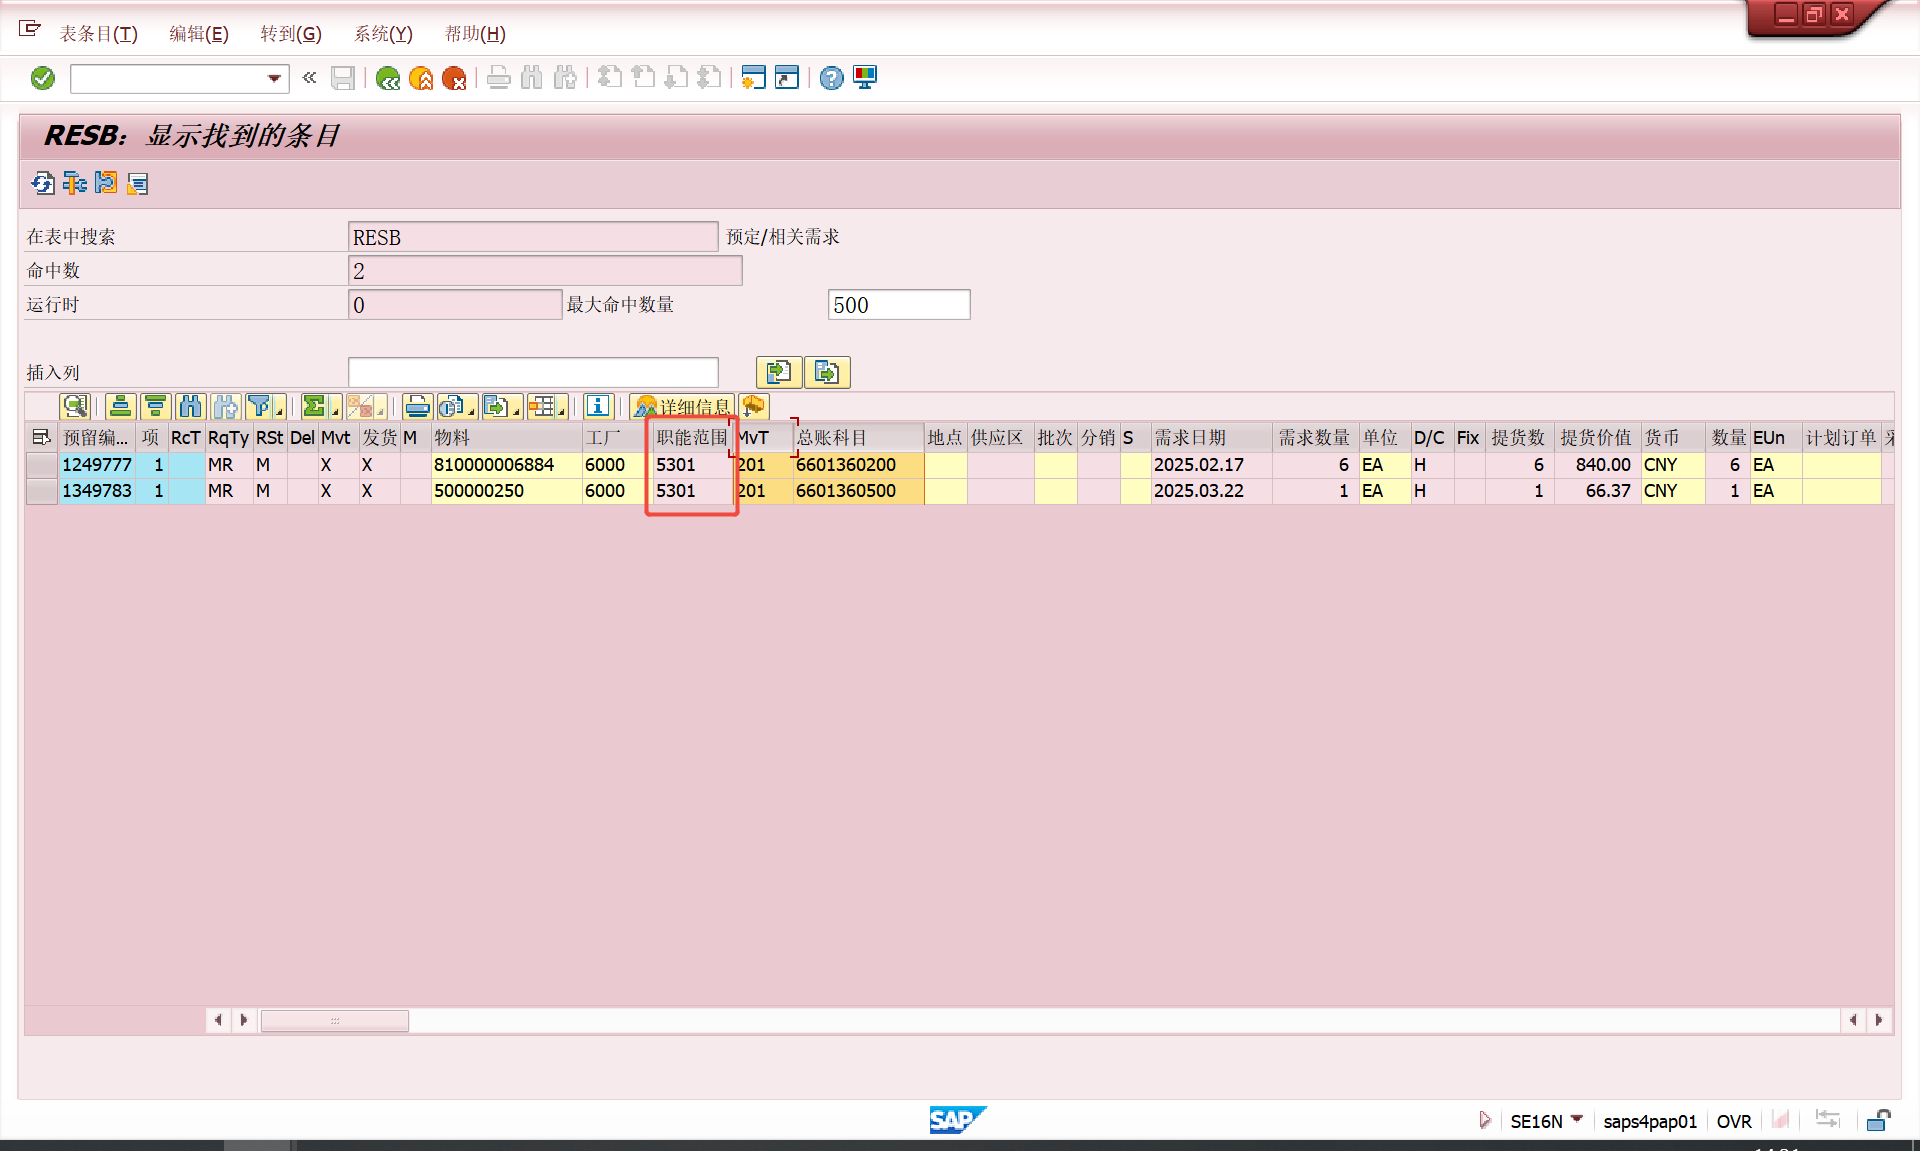 表条目(T) 编辑(E) 转到(G) 系统(Y) 帮助(H)
RESB: 显示找到的条目
在表中搜索 RESB 预定/相关需求
命中数 2
运行时 0 最大命中数量 500
插入列
详细信息
预留编... 项 RcT RqTy RSt Del Mvt 发货 M 物料 工厂 职能范围 MvT 总账科目 地点 供应区 批次 分销 S 需求日期 需求数量 单位 D/C Fix 提货数 提货价值 货币 数量 EUn 计划订单
1249777 1 MR M X X 810000006884 6000 5301 201 6601360200 2025.02.17 6 EA H 6 840.00 CNY 6 EA
1349783 1 MR M X X 500000250 6000 5301 201 6601360500 2025.03.22 1 EA H 1 66.37 CNY 1 EA
SAP SE16N saps4pap01 OVR